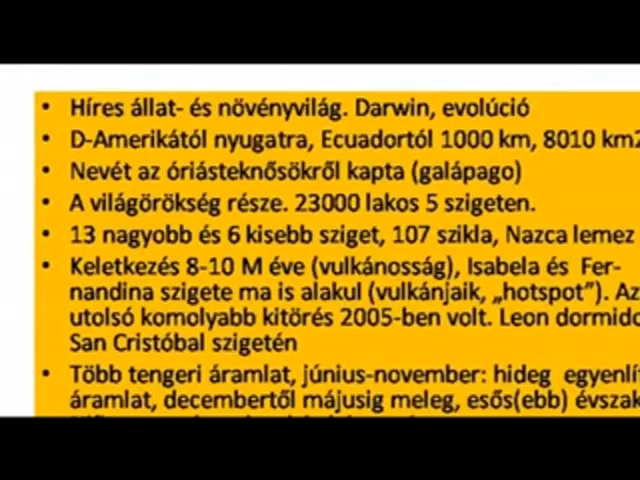 • Híres állat- és növényvilág. Darwin, evolúció
• D-Amerikától nyugatra, Ecuadortól 1000 km, 8010 km2
• Nevét az óriásteknősökről kapta (galápago)
• A világörökség része. 23000 lakos 5 szigeten.
• 13 nagyobb és 6 kisebb sziget, 107 szikla, Nazca lemez
• Keletkezés 8-10 M éve (vulkánosság), Isabela és Fer-
nandina szigete ma is alakul (vulkánjaik, „hotspot”). Az
utolsó komolyabb kitörés 2005-ben volt. Leon dormido
San Cristóbal szigetén
• Több tengeri áramlat, június-november: hideg egyenlít
áramlat, decembertől májusig meleg, esős(ebb) évszak